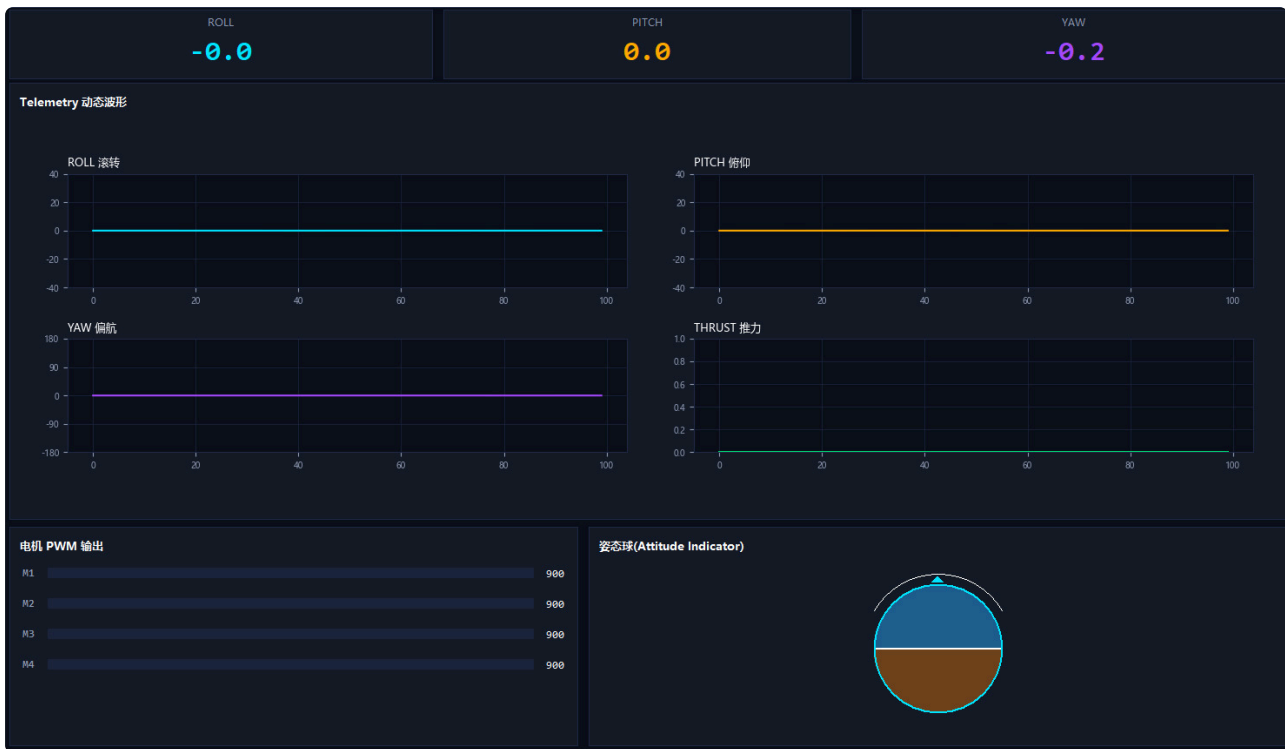 ROLL
-0.0
PITCH
0.0
YAW
-0.2
Telemetry 动态波形
ROLL 滚转
40
20
0
-20
-40
0 20 40 60 80 100
PITCH 俯仰
40
20
0
-20
-40
0 20 40 60 80 100
YAW 偏航
180
90
0
-90
-180
0 20 40 60 80 100
THRUST 推力
1.0
0.8
0.6
0.4
0.2
0.0
0 20 40 60 80 100
电机 PWM 输出
M1 900
M2 900
M3 900
M4 900
姿态球(Attitude Indicator)